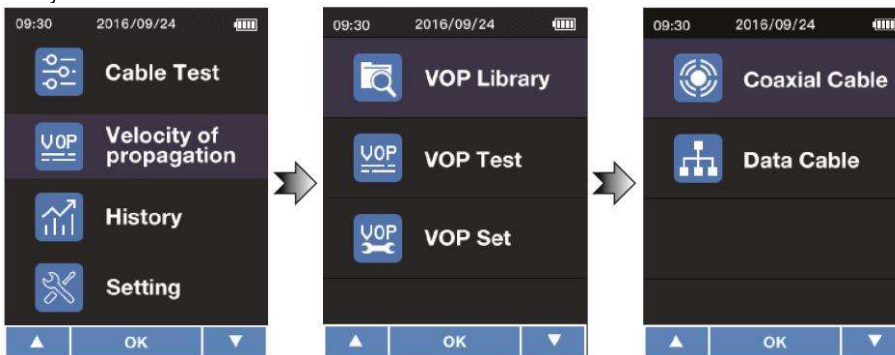 09:30 2016/09/24
Cable Test
VOP
Velocity of
propagation
History
Setting
▲ OK ▼
09:30 2016/09/24
VOP Library
VOP
VOP Test
VOP
VOP Set
▲ OK ▼
09:30 2016/09/24
Coaxial Cable
Data Cable
▲ OK ▼